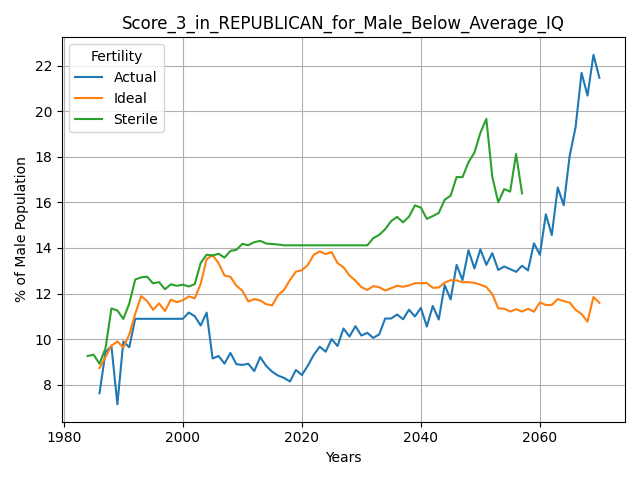 Score_3_in_REPUBLICAN_for_Male_Below_Average_IQ
Fertility
Actual
Ideal
Sterile
% of Male Population
22
20
18
16
14
12
10
8
1980
2000
2020
2040
2060
Years